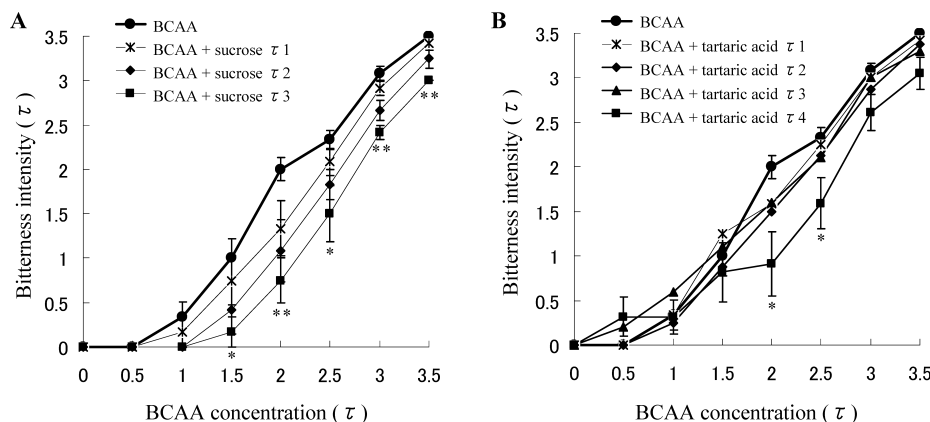 A
BCAA
BCAA + sucrose τ 1
BCAA + sucrose τ 2
BCAA + sucrose τ 3
Bitterness intensity ( τ )
3.5
3
2.5
2
1.5
1
0.5
0
*
**
*
**
**
0 0.5 1 1.5 2 2.5 3 3.5
BCAA concentration ( τ )
B
BCAA
BCAA + tartaric acid τ 1
BCAA + tartaric acid τ 2
BCAA + tartaric acid τ 3
BCAA + tartaric acid τ 4
Bitterness intensity ( τ )
3.5
3
2.5
2
1.5
1
0.5
0
*
*
0 0.5 1 1.5 2 2.5 3 3.5
BCAA concentration ( τ )